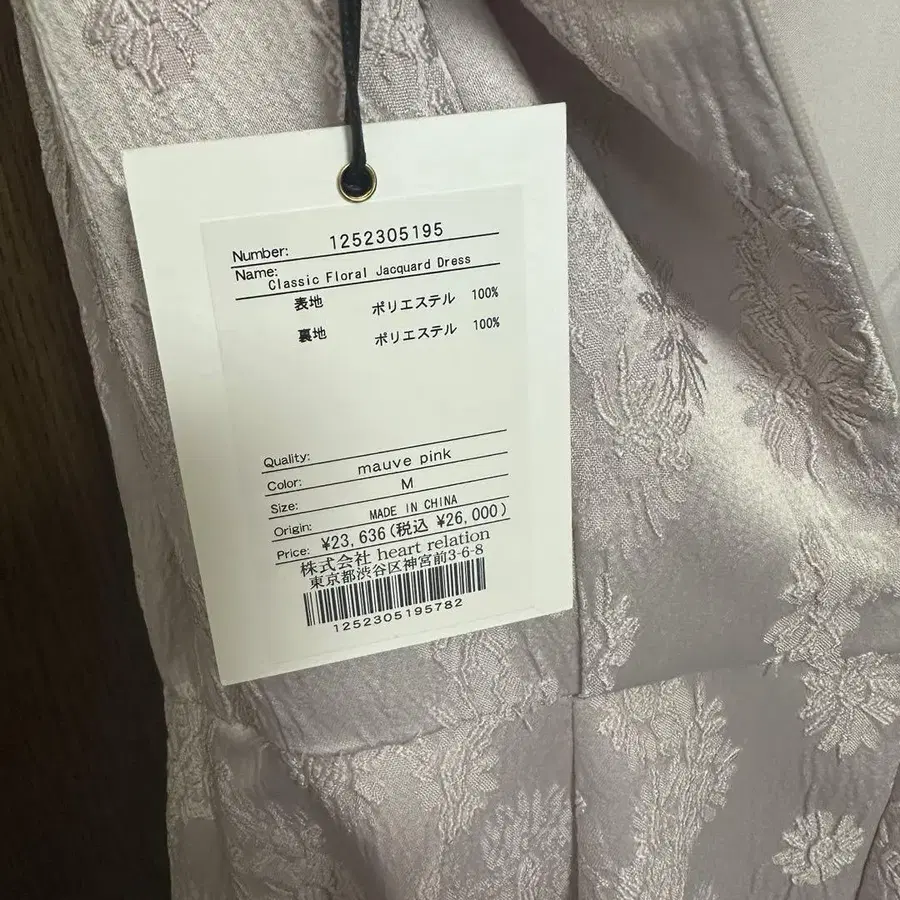 Number: 1252305195
Name: Classic Floral Jacquard Dress
表地 ポリエステル 100%
裏地 ポリエステル 100%
Quality:
Color: mauve pink
Size: M
Origin: MADE IN CHINA
Price: ¥23,636(税込 ¥26,000)
株式会社 heart relation
東京都渋谷区神宮前3-6-8
1252305195782